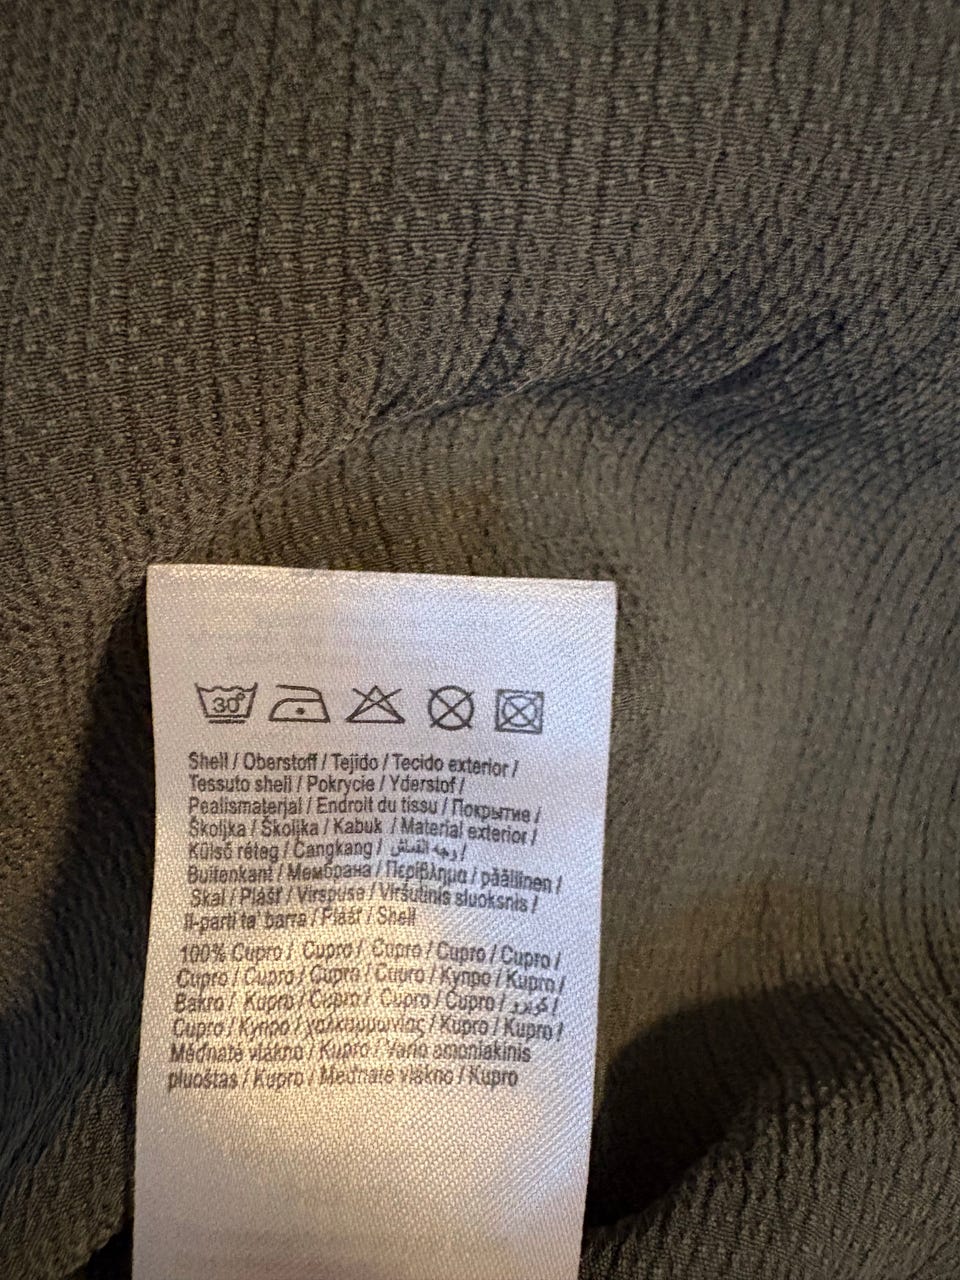 30°
Shell / Oberstoff / Tejido / Tecido exterior /
Tessuto shell / Pokrycie / Yderstof /
Pealismaterjal / Endroit du tissu / Покрытие /
Školjka / Školjka / Kabuk / Material exterior /
Külső réteg / Cangkang / وجه القماش /
Buitenkant / Мембрана / Περίβλημα / päällinen /
Skal / Plášť / Virspuse / Viršutinis sluoksnis /
Il-parti ta' barra / Plášť / Shell
100% Cupro / Cupro / Cupro / Cupro / Cupro /
Cupro / Cupro / Cupro / Cupro / Купро / Kupro /
Bakro / Kupro / Cupro / Cupro / Cupro /
Cupro / Купро / χαλκαμμωνίας / Kupro / Kupro /
Meďnaté vlákno / Kupro / Vario amoniakinis
pluoštas / Kupro / Meďnaté vlákno / Kupro